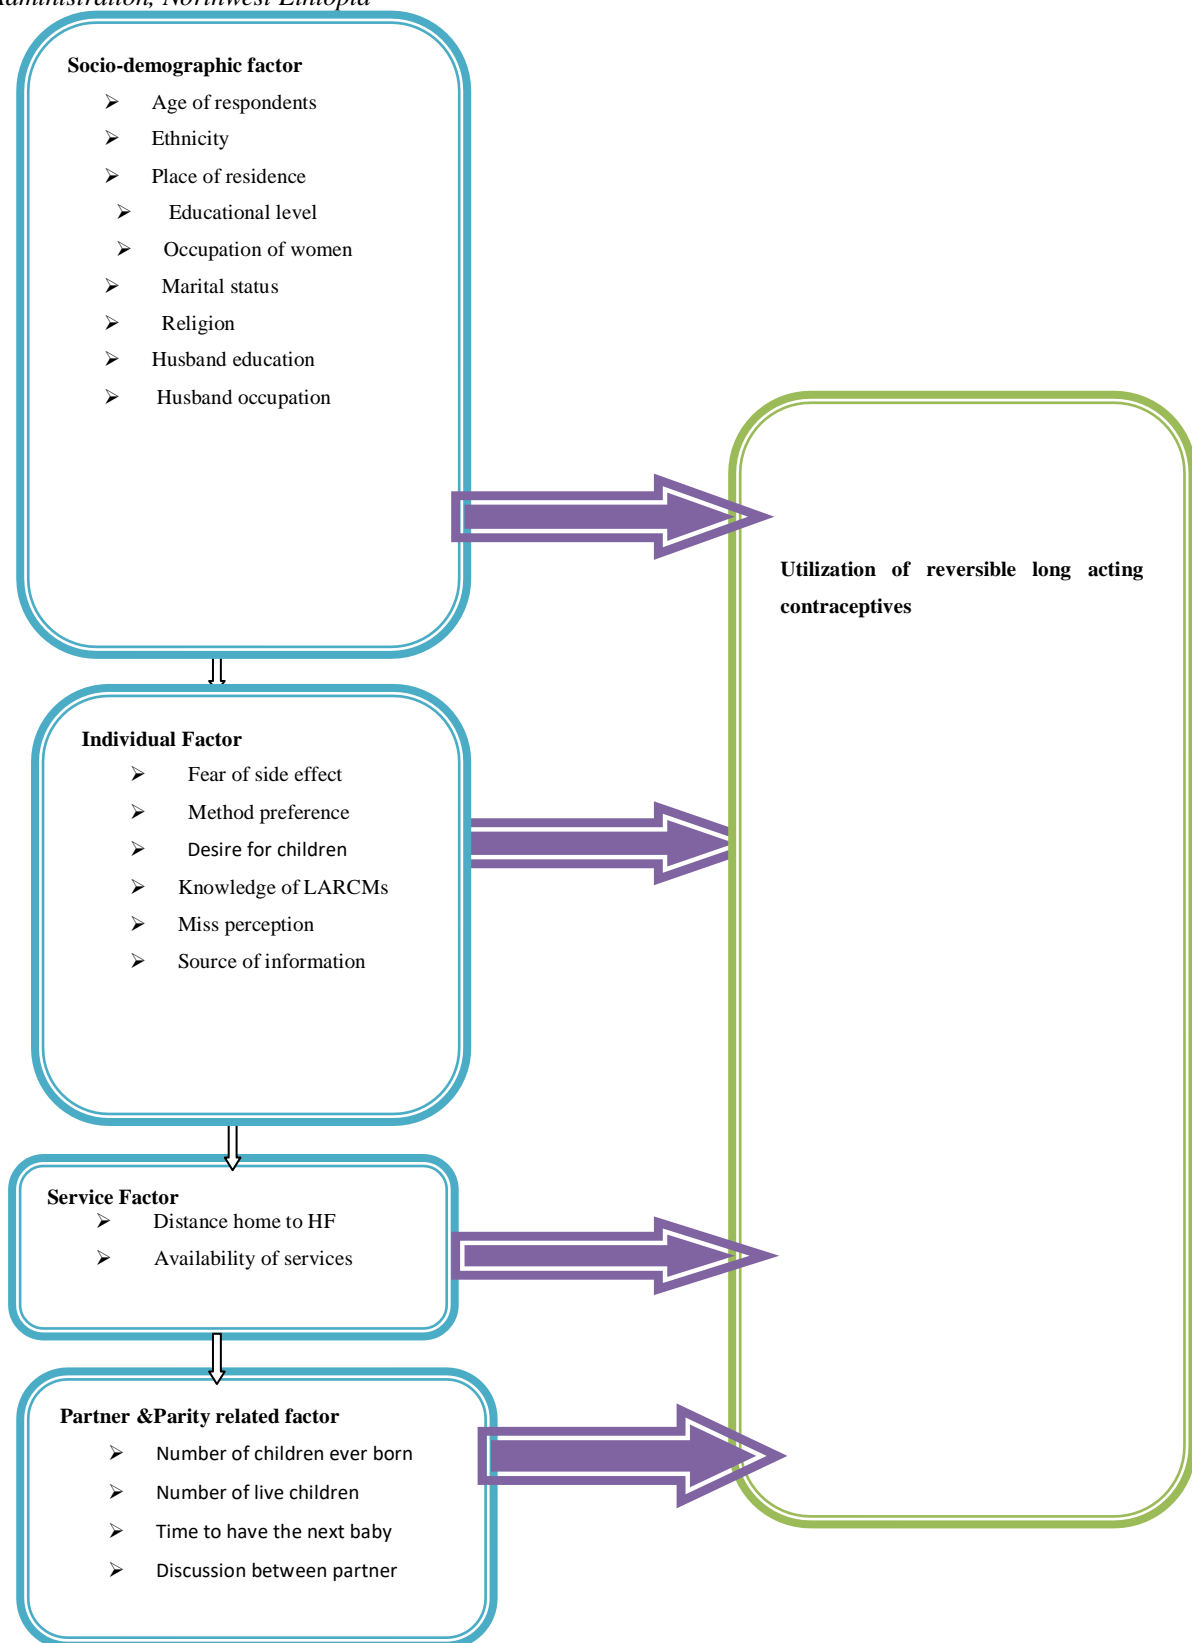 Administration, Northwest Ethiopia
Socio-demographic factor
➢ Age of respondents
➢ Ethnicity
➢ Place of residence
➢ Educational level
➢ Occupation of women
➢ Marital status
➢ Religion
➢ Husband education
➢ Husband occupation
Utilization of reversible long acting
contraceptives
Individual Factor
➢ Fear of side effect
➢ Method preference
➢ Desire for children
➢ Knowledge of LARCMs
➢ Miss perception
➢ Source of information
Service Factor
➢ Distance home to HF
➢ Availability of services
Partner &Parity related factor
➢ Number of children ever born
➢ Number of live children
➢ Time to have the next baby
➢ Discussion between partner